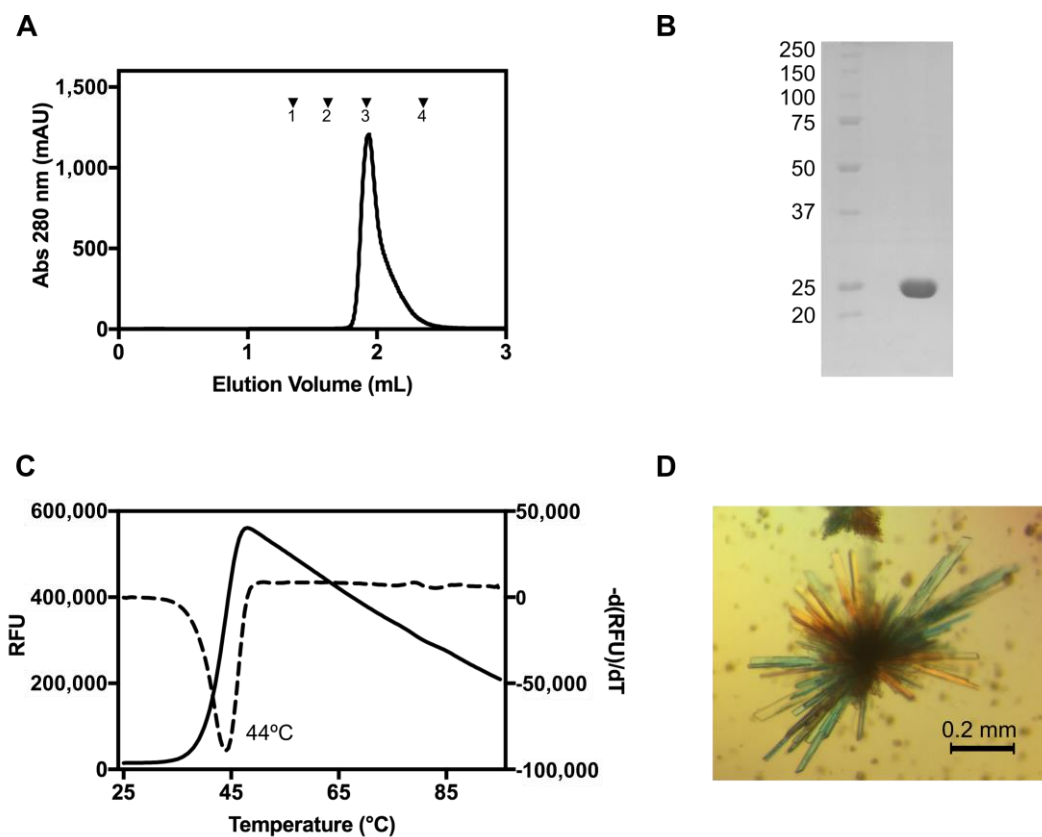 A
Abs 280 nm (mAU)
1,500
1,000
500
0
1 2 3 4
0 1 2 3
Elution Volume (mL)
B
250
150
100
75
50
37
25
20
C
RFU
600,000
400,000
200,000
0
44ºC
50,000
0
-50,000
-100,000
-d(RFU)/dT
25 45 65 85
Temperature (°C)
D
0.2 mm